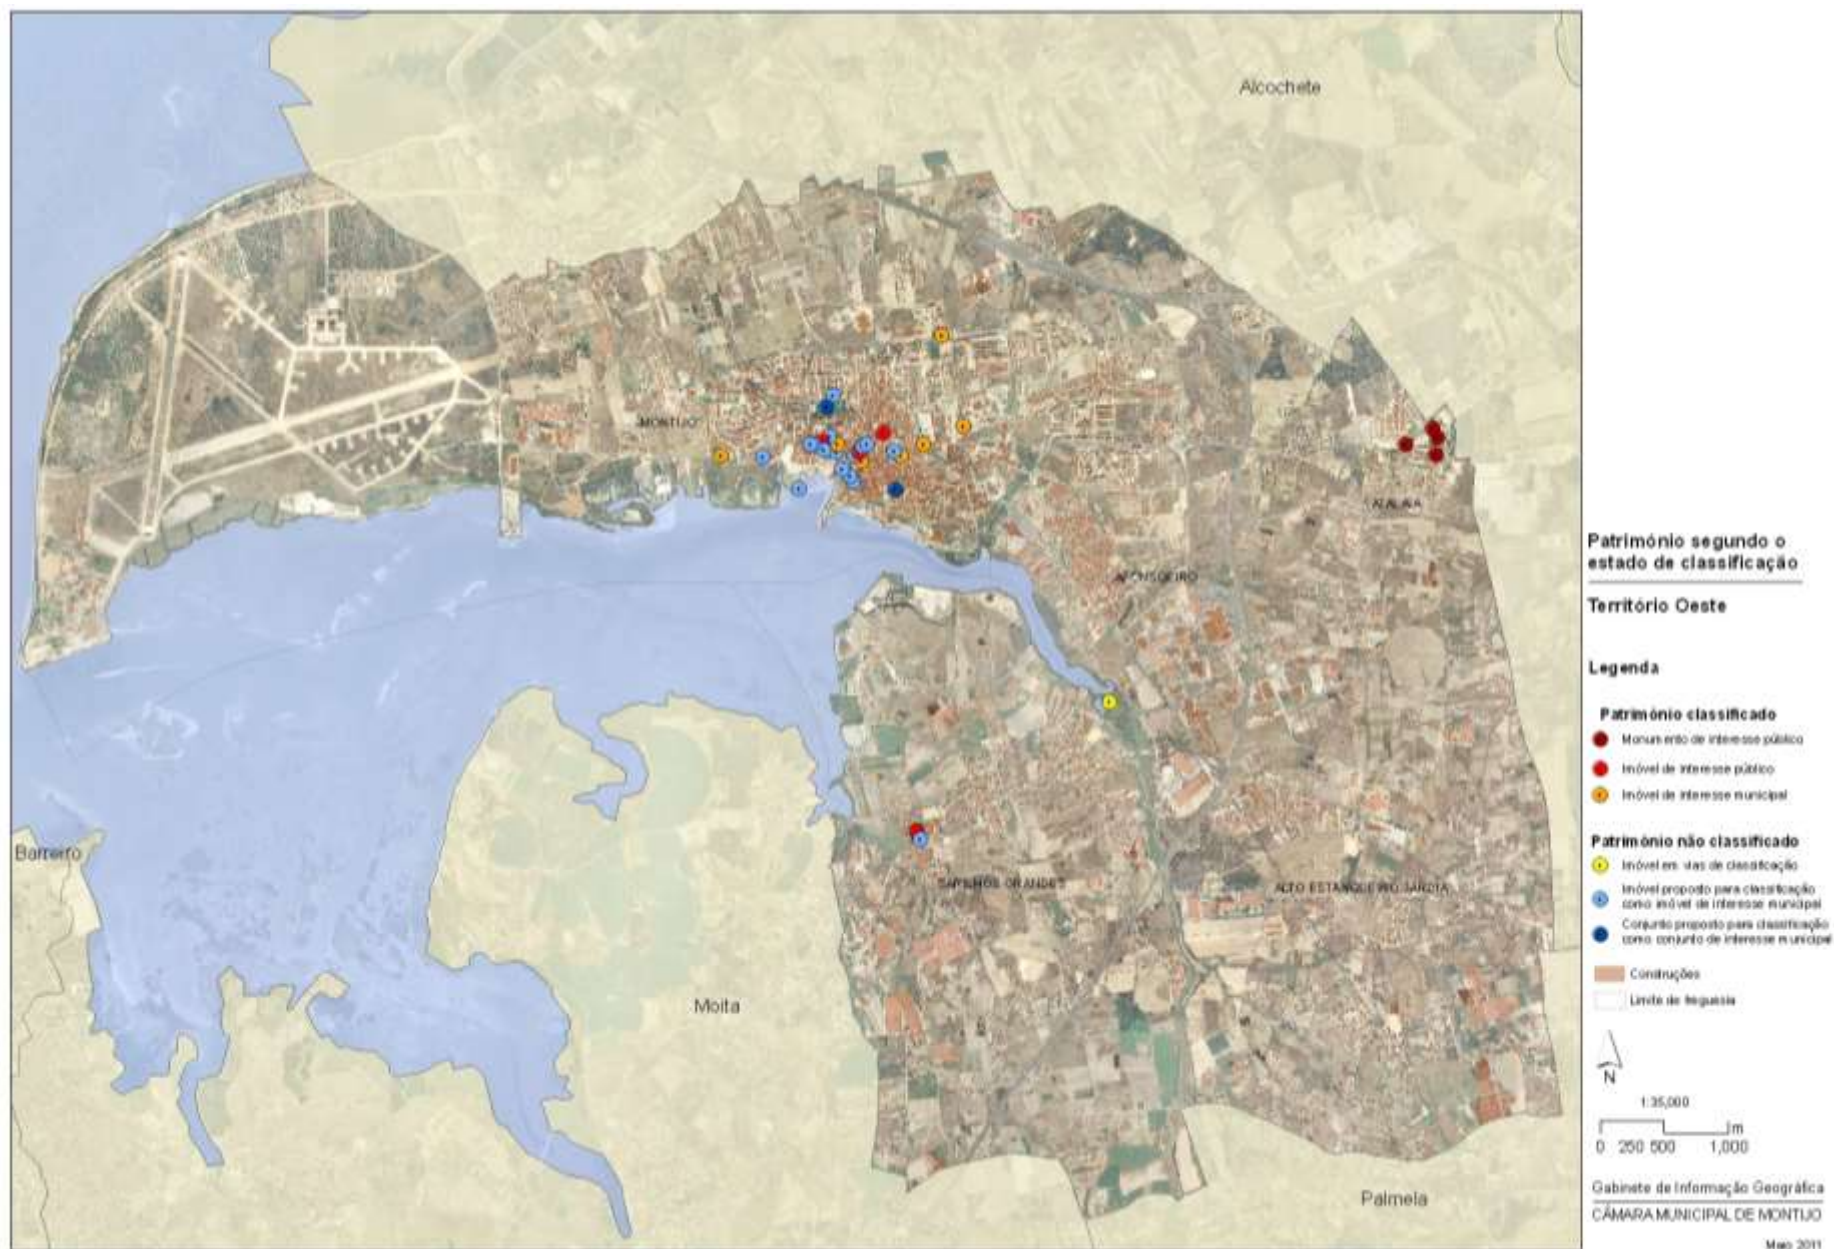 Alcochete
MONTIJO
ATALAIA
AFONSOEIRO
Barreiro
SARILHOS GRANDES
ALTO ESTANQUEIRO JARDIA
Moita
Palmela
Património segundo o
estado de classificação
Território Oeste
Legenda
Património classificado
Monumento de interesse público
Imóvel de interesse público
Imóvel de interesse municipal
Património não classificado
Imóvel em vias de classificação
Imóvel proposto para classificação
como imóvel de interesse municipal
Conjunto proposto para classificação
como conjunto de interesse municipal
Construções
Limite de freguesia
N
1:35,000
m
0 250 500 1,000
Gabinete de Informação Geográfica
CÂMARA MUNICIPAL DE MONTIJO
Maio 2011